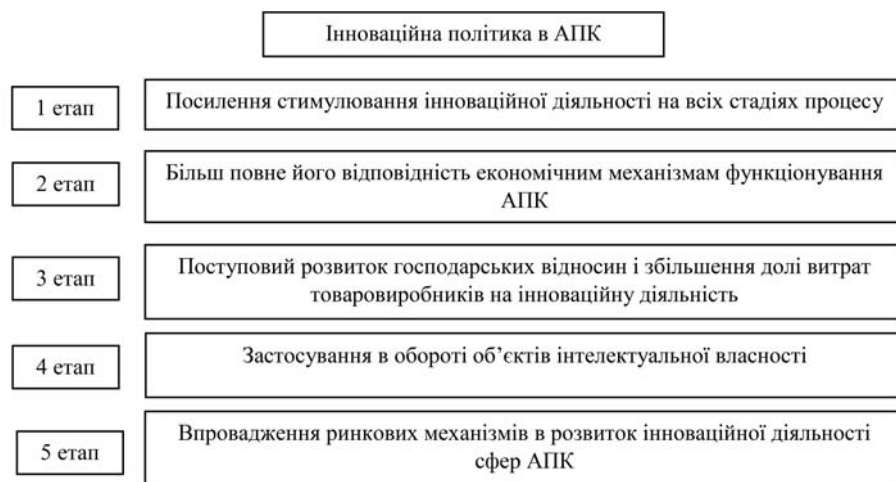 Інноваційна політика в АПК
1 етап
Посилення стимулювання інноваційної діяльності на всіх стадіях процесу
2 етап
Більш повне його відповідність економічним механізмам функціонування
АПК
3 етап
Поступовий розвиток господарських відносин і збільшення долі витрат
товаровиробників на інноваційну діяльність
4 етап
Застосування в обороті об’єктів інтелектуальної власності
5 етап
Впровадження ринкових механізмів в розвиток інноваційної діяльності
сфер АПК